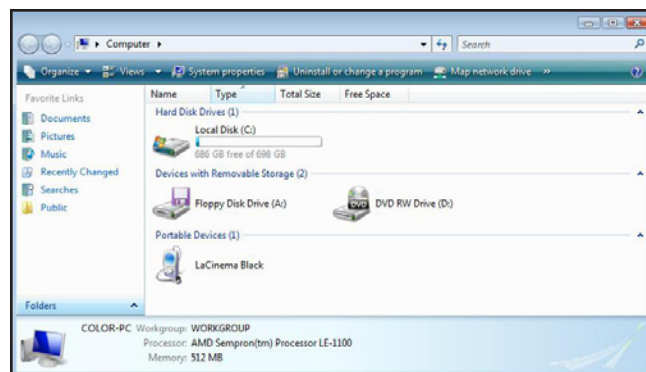 Computer
Search
Organize Views System properties Uninstall or change a program Map network drive »
Favorite Links
Documents
Pictures
Music
Recently Changed
Searches
Public
Folders
Name Type Total Size Free Space
Hard Disk Drives (1)
Local Disk (C:)
686 GB free of 698 GB
Devices with Removable Storage (2)
Floppy Disk Drive (A:) DVD RW Drive (D:)
DVD
Portable Devices (1)
LaCinema Black
COLOR-PC Workgroup: WORKGROUP
Processor: AMD Sempron(tm) Processor LE-1100
Memory: 512 MB